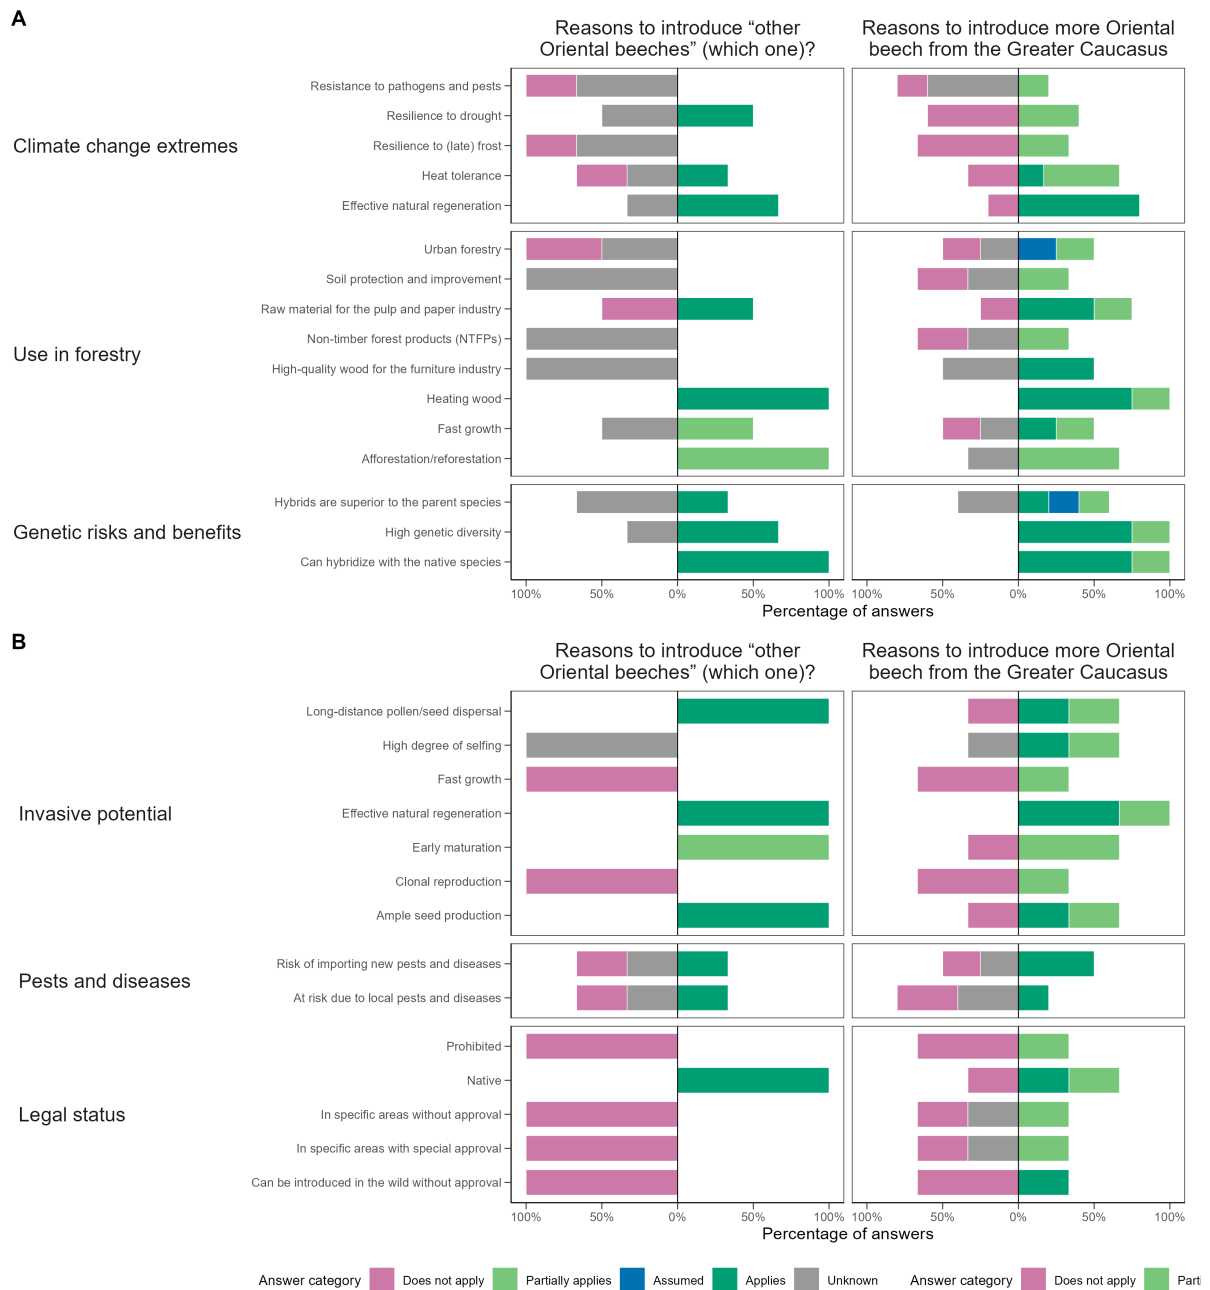 A
Reasons to introduce “other
Oriental beeches” (which one)?
Reasons to introduce more Oriental
beech from the Greater Caucasus
Climate change extremes
Resistance to pathogens and pests
Resilience to drought
Resilience to (late) frost
Heat tolerance
Effective natural regeneration
Use in forestry
Urban forestry
Soil protection and improvement
Raw material for the pulp and paper industry
Non-timber forest products (NTFPs)
High-quality wood for the furniture industry
Heating wood
Fast growth
Afforestation/reforestation
Genetic risks and benefits
Hybrids are superior to the parent species
High genetic diversity
Can hybridize with the native species
100% 50% 0% 50% 100% 100% 50% 0% 50% 100%
Percentage of answers
B
Reasons to introduce “other
Oriental beeches” (which one)?
Reasons to introduce more Oriental
beech from the Greater Caucasus
Invasive potential
Long-distance pollen/seed dispersal
High degree of selfing
Fast growth
Effective natural regeneration
Early maturation
Clonal reproduction
Ample seed production
Pests and diseases
Risk of importing new pests and diseases
At risk due to local pests and diseases
Legal status
Prohibited
Native
In specific areas without approval
In specific areas with special approval
Can be introduced in the wild without approval
100% 50% 0% 50% 100% 100% 50% 0% 50% 100%
Percentage of answers
Answer category Does not apply Partially applies Assumed Applies Unknown Answer category Does not apply Parti